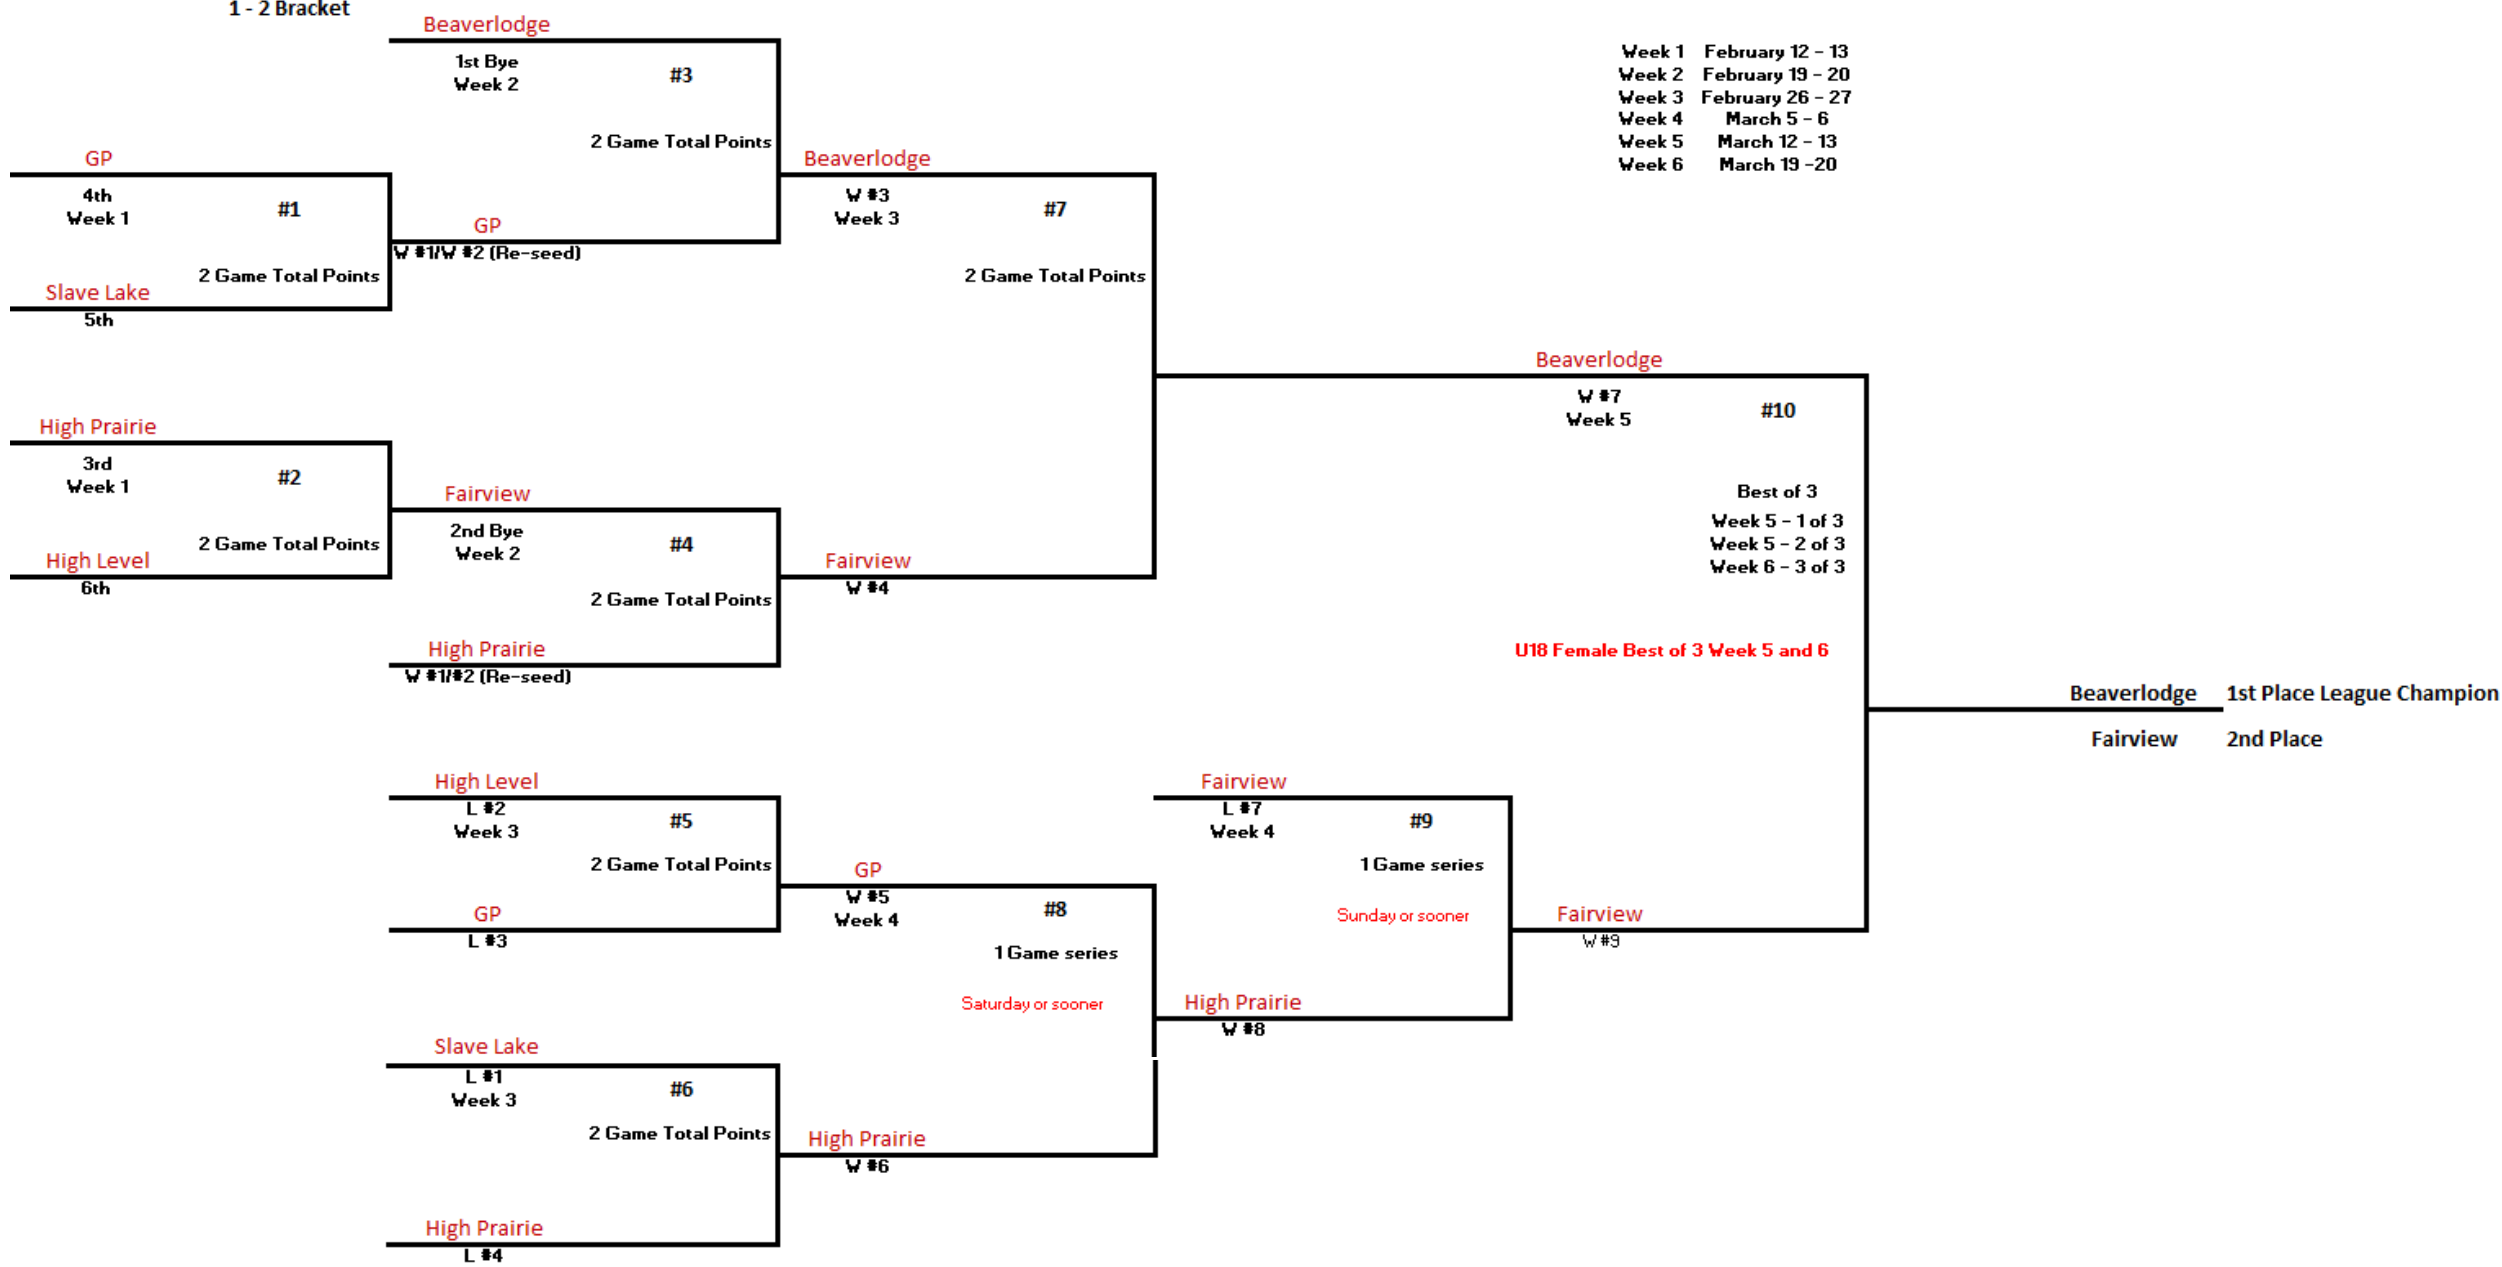 1 - 2 Bracket
Beaverlodge
1st Bye
Week 2
#3
2 Game Total Points
Week 1 February 12 - 13
Week 2 February 19 - 20
Week 3 February 26 - 27
Week 4 March 5 - 6
Week 5 March 12 - 13
Week 6 March 19 -20
GP
4th
Week 1
#1
2 Game Total Points
Slave Lake
5th
GP
W #1/W #2 (Re-seed)
Beaverlodge
W #3
Week 3
#7
2 Game Total Points
High Prairie
3rd
Week 1
#2
2 Game Total Points
High Level
6th
Fairview
2nd Bye
Week 2
#4
2 Game Total Points
High Prairie
W #1/#2 (Re-seed)
Fairview
W #4
Beaverlodge
W #7
Week 5
#10
Best of 3
Week 5 - 1 of 3
Week 5 - 2 of 3
Week 6 - 3 of 3
U18 Female Best of 3 Week 5 and 6
Beaverlodge 1st Place League Champion
Fairview 2nd Place
High Level
L #2
Week 3
#5
2 Game Total Points
GP
L #3
GP
W #5
Week 4
#8
1 Game series
Saturday or sooner
Fairview
L #7
Week 4
#9
1 Game series
Sunday or sooner
Fairview
W #9
High Prairie
W #8
Slave Lake
L #1
Week 3
#6
2 Game Total Points
High Prairie
W #6
High Prairie
L #4